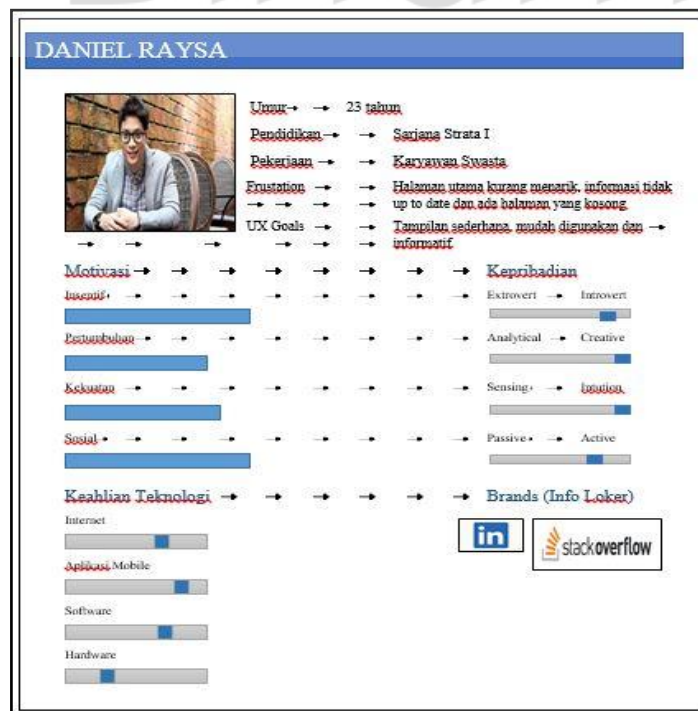 DANIEL RAYSA
Umur → → 23 tahun
Pendidikan → → Sarjana Strata I
Pekerjaan → → Karyawan Swasta
Frustation → → Halaman utama kurang menarik, informasi tidak
up to date dan ada halaman yang kosong
UX Goals → → Tampilan sederhana, mudah digunakan dan
informatif
Motivasi
Kepribadian
Insentif
Extrovert → Introvert
Pertumbuhan
Analytical → Creative
Kekuatan
Sensing → Intution
Sosial
Passive → Active
Keahlian Teknologi
Brands (Info Loker)
Internet
in
stackoverflow
Aplikasi Mobile
Software
Hardware